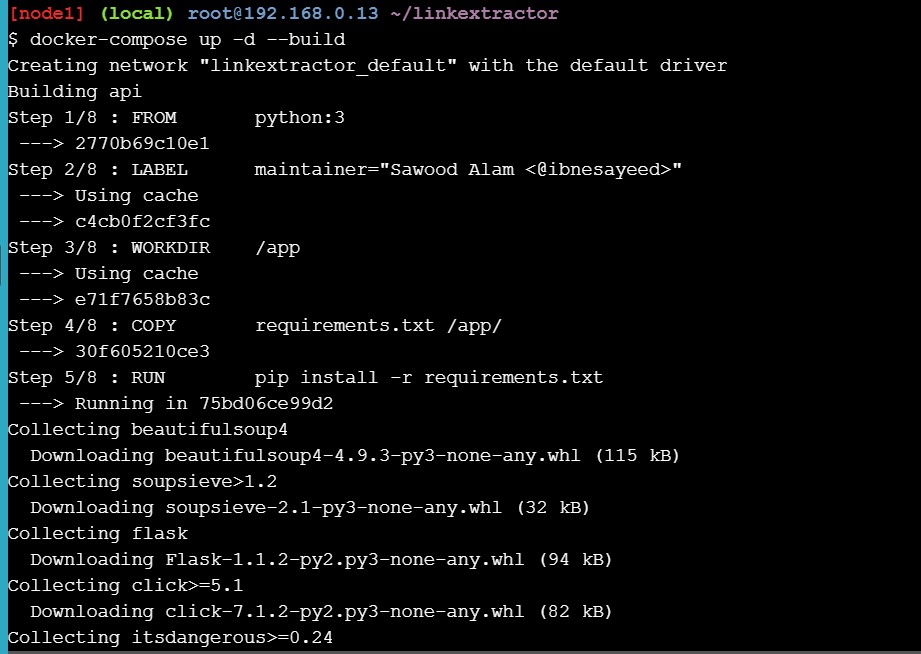 [node1] (local) root@192.168.0.13 ~/linkextractor
$ docker-compose up -d --build
Creating network "linkextractor_default" with the default driver
Building api
Step 1/8 : FROM       python:3
 ---> 2770b69c10e1
Step 2/8 : LABEL      maintainer="Sawood Alam <@ibnesayeed>"
 ---> Using cache
 ---> c4cb0f2cf3fc
Step 3/8 : WORKDIR    /app
 ---> Using cache
 ---> e71f7658b83c
Step 4/8 : COPY       requirements.txt /app/
 ---> 30f605210ce3
Step 5/8 : RUN        pip install -r requirements.txt
 ---> Running in 75bd06ce99d2
Collecting beautifulsoup4
  Downloading beautifulsoup4-4.9.3-py3-none-any.whl (115 kB)
Collecting soupsieve>1.2
  Downloading soupsieve-2.1-py3-none-any.whl (32 kB)
Collecting flask
  Downloading Flask-1.1.2-py2.py3-none-any.whl (94 kB)
Collecting click>=5.1
  Downloading click-7.1.2-py2.py3-none-any.whl (82 kB)
Collecting itsdangerous>=0.24